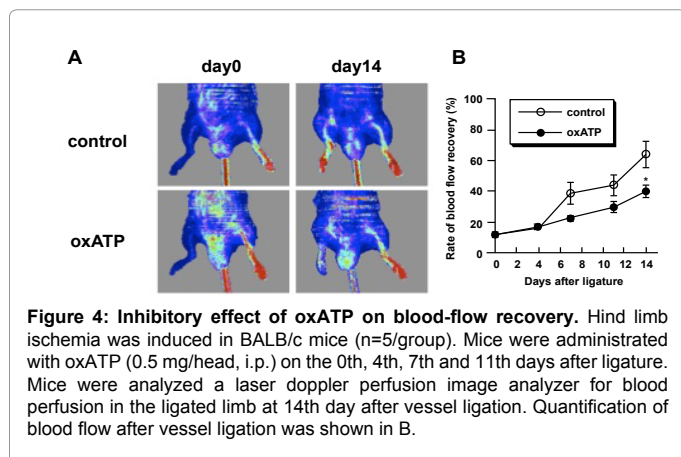 A
B
day0 day14
control
oxATP
Rate of blood flow recovery (%)
100
80
60
40
20
0
control
oxATP
*
0 2 4 6 8 10 12 14
Days after ligature
Figure 4: Inhibitory effect of oxATP on blood-flow recovery. Hind limb
ischemia was induced in BALB/c mice (n=5/group). Mice were administrated
with oxATP (0.5 mg/head, i.p.) on the 0th, 4th, 7th and 11th days after ligature.
Mice were analyzed a laser doppler perfusion image analyzer for blood
perfusion in the ligated limb at 14th day after vessel ligation. Quantification of
blood flow after vessel ligation was shown in B.